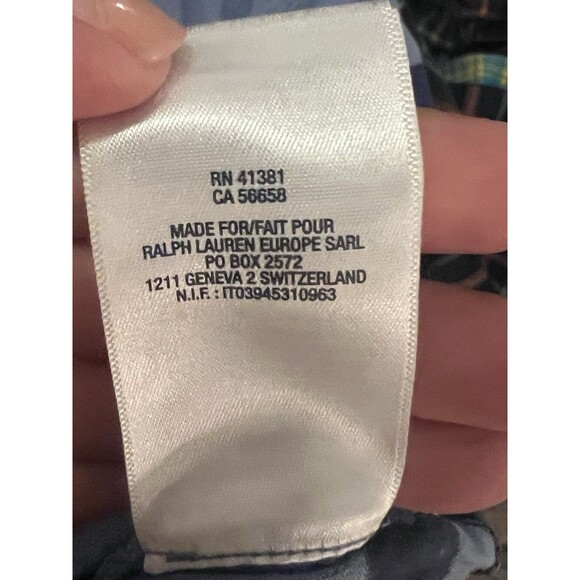 RN 41381
CA 56658
MADE FOR/FAIT POUR
RALPH LAUREN EUROPE SARL
PO BOX 2572
1211 GENEVA 2 SWITZERLAND
N.I.F. : IT03945310963